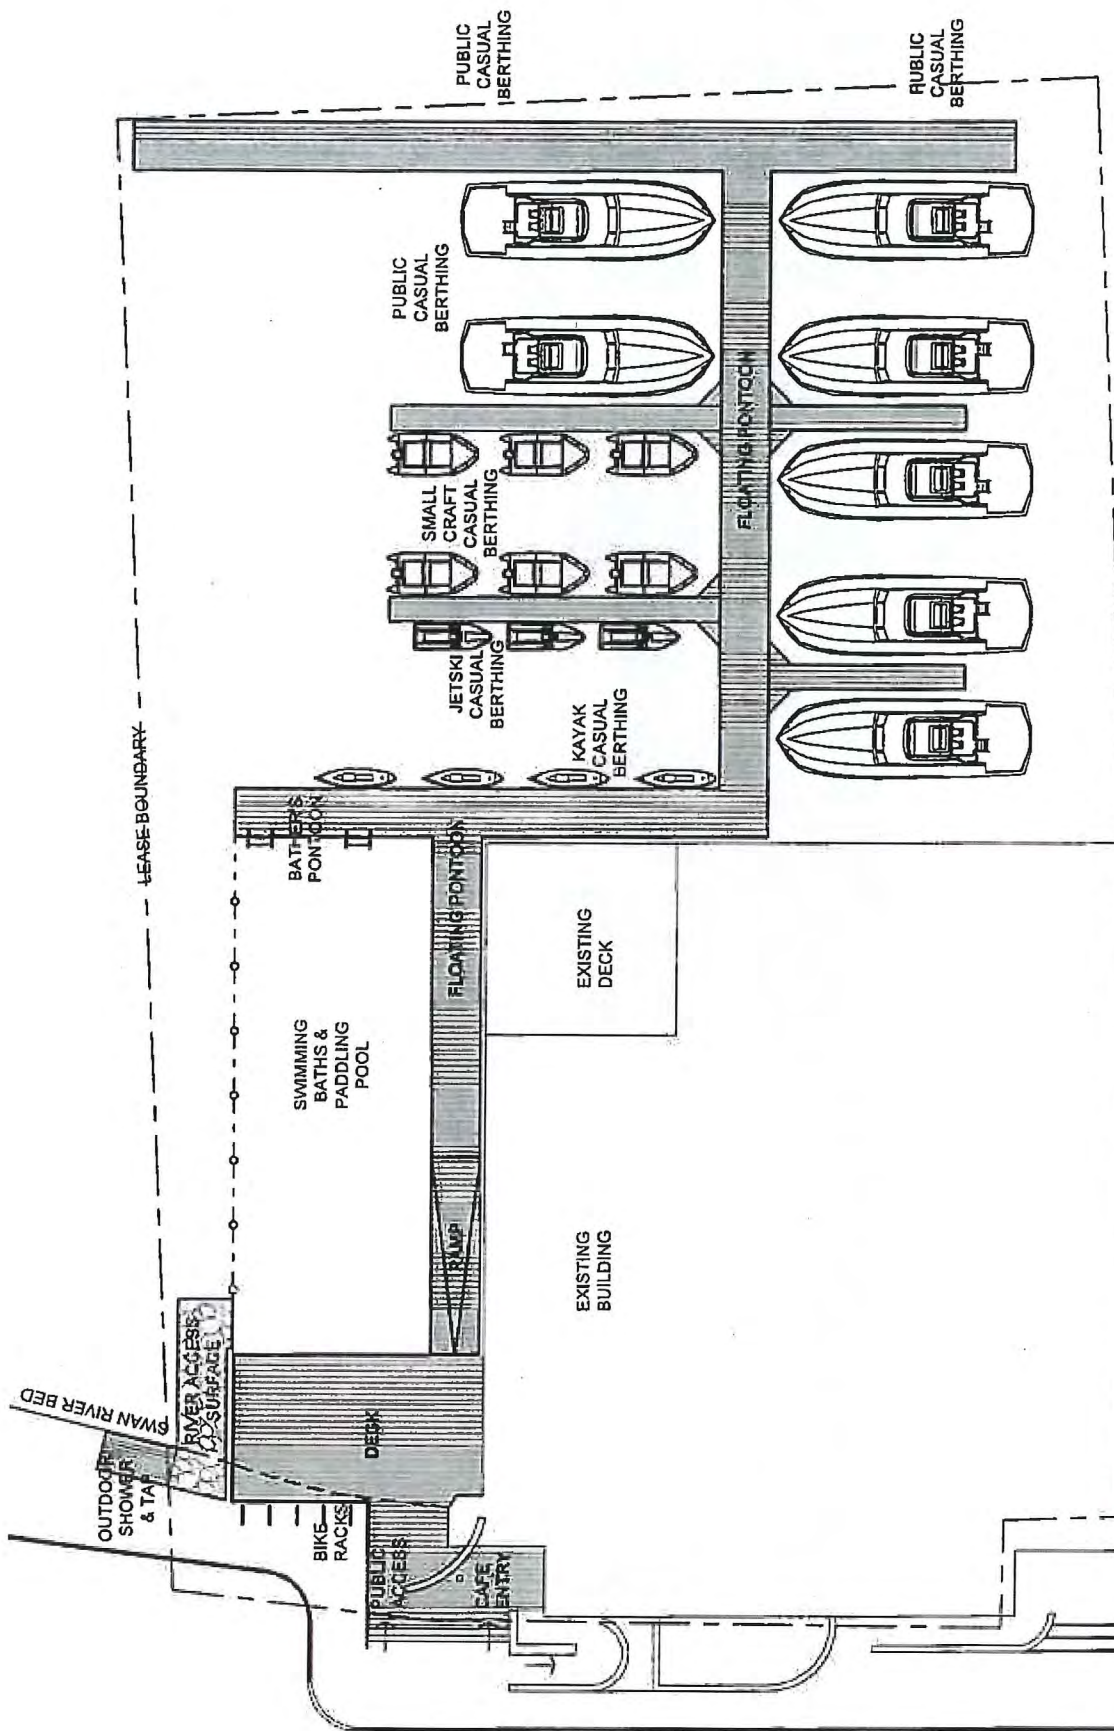 PUBLIC
CASUAL
BERTHING
PUBLIC
CASUAL
BERTHING
PUBLIC
CASUAL
BERTHING
FLOATING PONTOON
SMALL
CRAFT
CASUAL
BERTHING
JETSKI
CASUAL
BERTHING
KAYAK
CASUAL
BERTHING
LEASE BOUNDARY
BATHER'S
PONTOON
FLOATING PONTOON
EXISTING
DECK
SWIMMING
BATHS &
PADDLING
POOL
RAMP
EXISTING
BUILDING
RIVER ACCESS
SURFACE
SWAN RIVER BED
OUTDOOR
SHOWER
& TAP
DECK
BIKE
RACKS
PUBLIC
ACCESS
CAFE
ENTRY